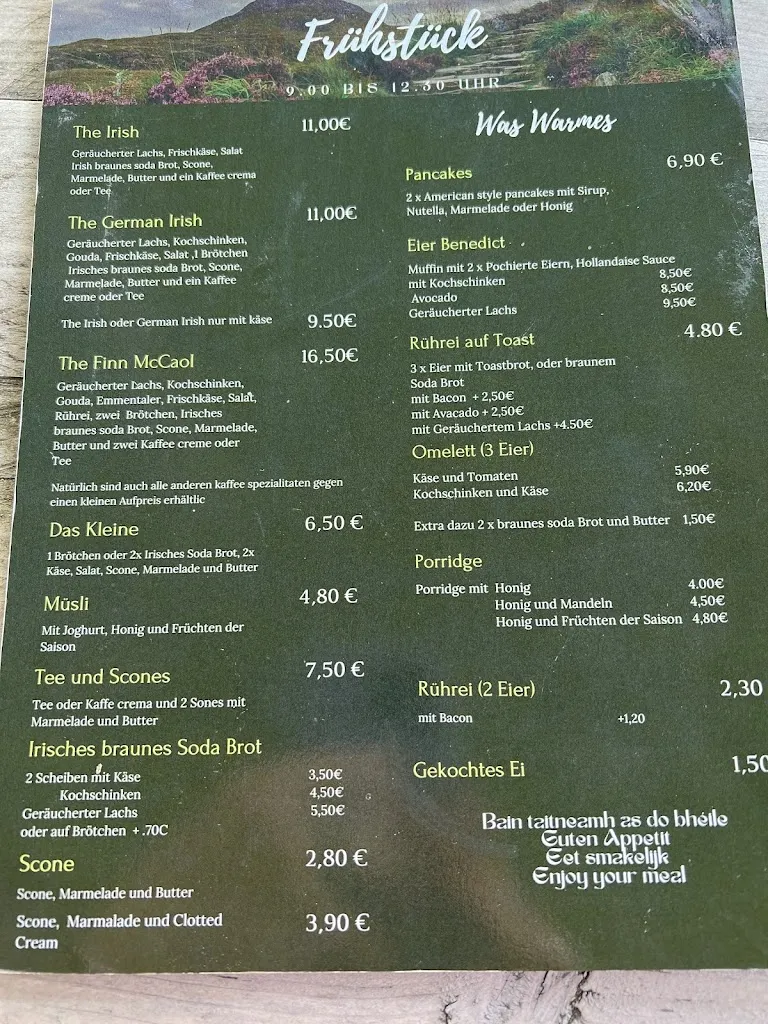 Frühstück
9.00 BIS 12.30 UHR
The Irish 11,00€
Geräucherter Lachs, Frischkäse, Salat
Irish braunes soda Brot, Scone,
Marmelade, Butter und ein Kaffee crema
oder Tee
The German Irish 11,00€
Geräucherter Lachs, Kochschinken,
Gouda, Frischkäse, Salat ,1 Brötchen
Irisches braunes soda Brot, Scone,
Marmelade, Butter und ein Kaffee
creme oder Tee
The Irish oder German Irish nur mit käse 9.50€
The Finn McCaol 16,50€
Geräucherter Lachs, Kochschinken,
Gouda, Emmentaler, Frischkäse, Salat,
Rührei, zwei Brötchen, Irisches
braunes soda Brot, Scone, Marmelade,
Butter und zwei Kaffee creme oder
Tee
Natürlich sind auch alle anderen kaffee spezialitaten gegen
einen kleinen Aufpreis erhältlic
Das Kleine 6,50 €
1 Brötchen oder 2x Irisches Soda Brot, 2x
Käse, Salat, Scone, Marmelade und Butter
Müsli 4,80 €
Mit Joghurt, Honig und Früchten der
Saison
Tee und Scones 7,50 €
Tee oder Kaffe crema und 2 Sones mit
Marmelade und Butter
Irisches braunes Soda Brot
2 Scheiben mit Käse 3,50€
Kochschinken 4,50€
Geräucherter Lachs 5,50€
oder auf Brötchen + .70C
Scone 2,80 €
Scone, Marmelade und Butter
Scone, Marmalade und Clotted 3,90 €
Cream
Was Warmes
Pancakes 6,90 €
2 x American style pancakes mit Sirup,
Nutella, Marmelade oder Honig
Eier Benedict
Muffin mit 2 x Pochierte Eiern, Hollandaise Sauce
mit Kochschinken 8,50€
Avocado 8,50€
Geräucherter Lachs 9,50€
Rührei auf Toast 4.80 €
3 x Eier mit Toastbrot, oder braunem
Soda Brot
mit Bacon + 2,50€
mit Avacado + 2,50€
mit Geräuchertem Lachs +4.50€
Omelett (3 Eier)
Käse und Tomaten 5,90€
Kochschinken und Käse 6,20€
Extra dazu 2 x braunes soda Brot und Butter 1,50€
Porridge
Porridge mit Honig 4.00€
Honig und Mandeln 4,50€
Honig und Früchten der Saison 4,80€
Rührei (2 Eier) 2,30
mit Bacon +1,20
Gekochtes Ei 1,50
Bain taitneamh as do bhéile
Guten Appetit
Eet smakelijk
Enjoy your meal